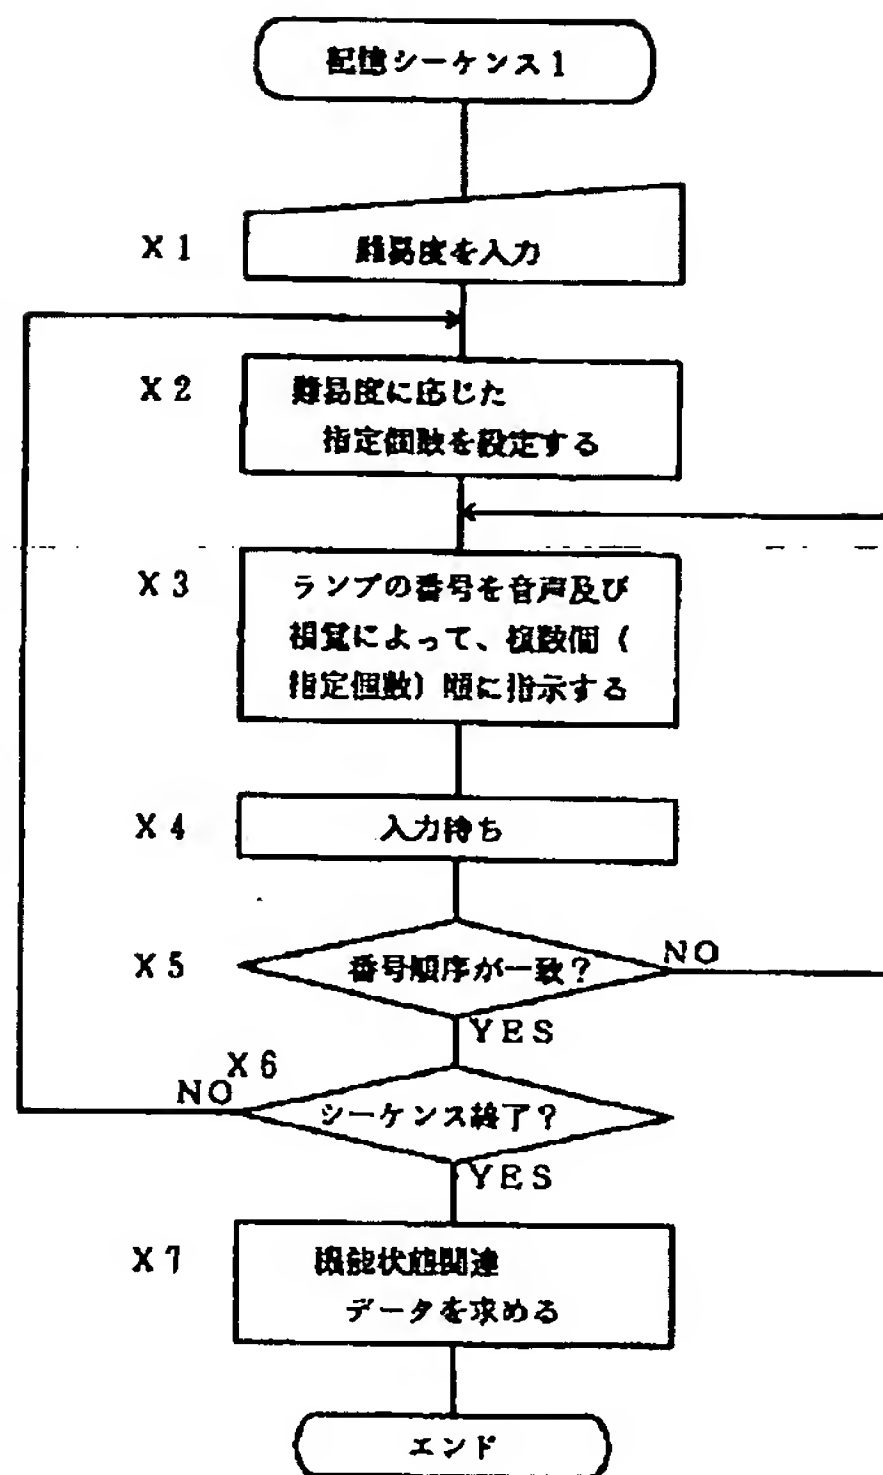 記憶シーケンス1
X1
難易度を入力
X2
難易度に応じた
指定個数を設定する
X3
ランプの番号を音声及び
視覚によって、複数個(
指定個数)順に指示する
X4
入力待ち
X5
番号順序が一致?
NO
YES
X6
NO
シーケンス終了?
YES
X7
機能状態関連
データを求める
エンド